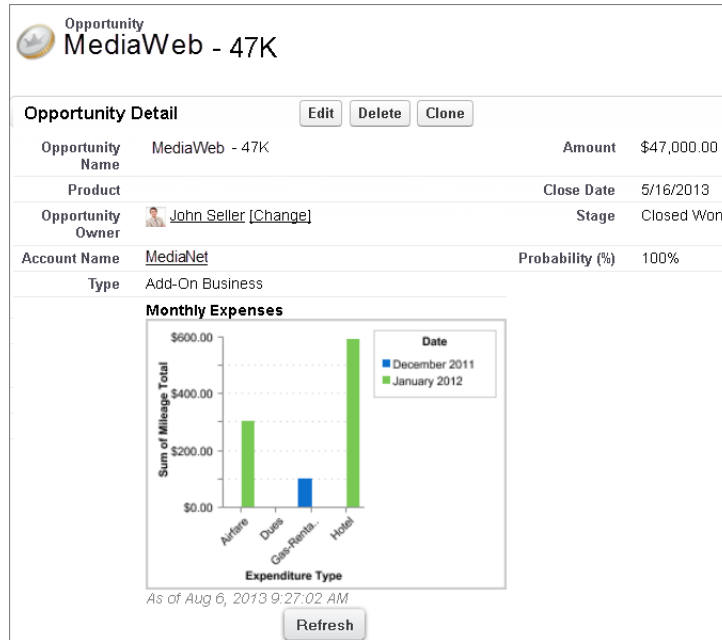 Opportunity
MediaWeb - 47K
Opportunity Detail
Edit
Delete
Clone
Opportunity Name
MediaWeb - 47K
Amount
$47,000.00
Product
Close Date
5/16/2013
Opportunity Owner
John Seller [Change]
Stage
Closed Won
Account Name
MediaNet
Probability (%)
100%
Type
Add-On Business
Monthly Expenses
$600.00
$400.00
$200.00
$0.00
Sum of Mileage Total
Airfare
Dues
Gas-Renta..
Hotel
Expenditure Type
Date
December 2011
January 2012
As of Aug 6, 2013 9:27:02 AM
Refresh